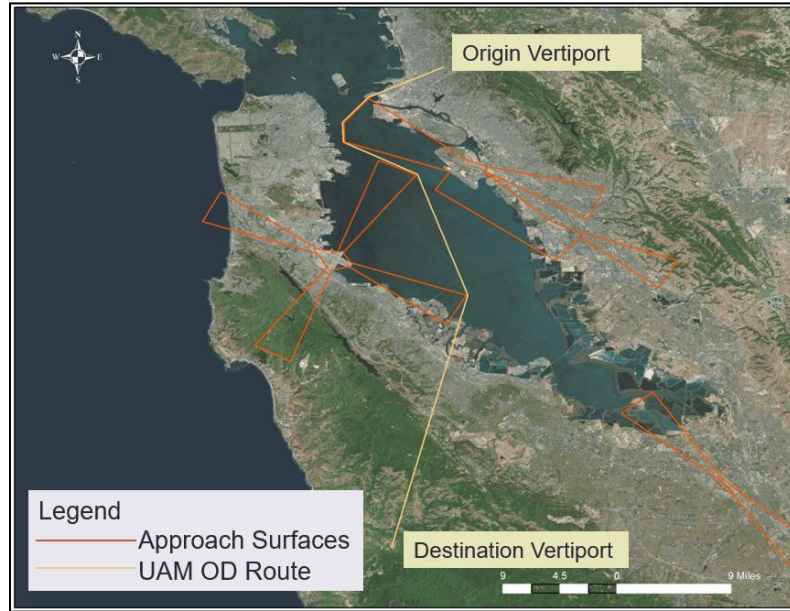 N
W E
S
Origin Vertiport
Legend
Approach Surfaces
UAM OD Route
Destination Vertiport
9 4.5 0 9 Miles